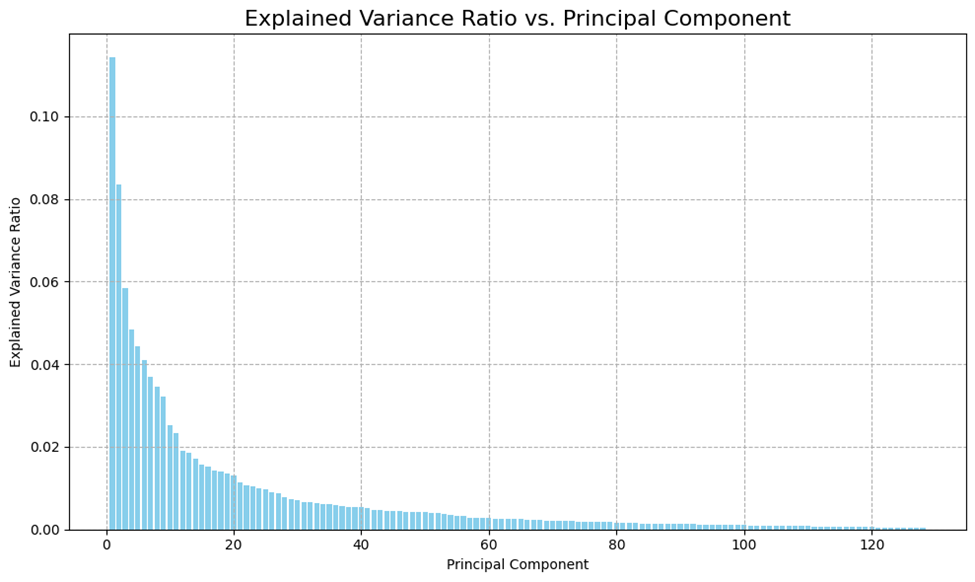 Explained Variance Ratio vs. Principal Component
Explained Variance Ratio
0.10
0.08
0.06
0.04
0.02
0.00
0 20 40 60 80 100 120
Principal Component